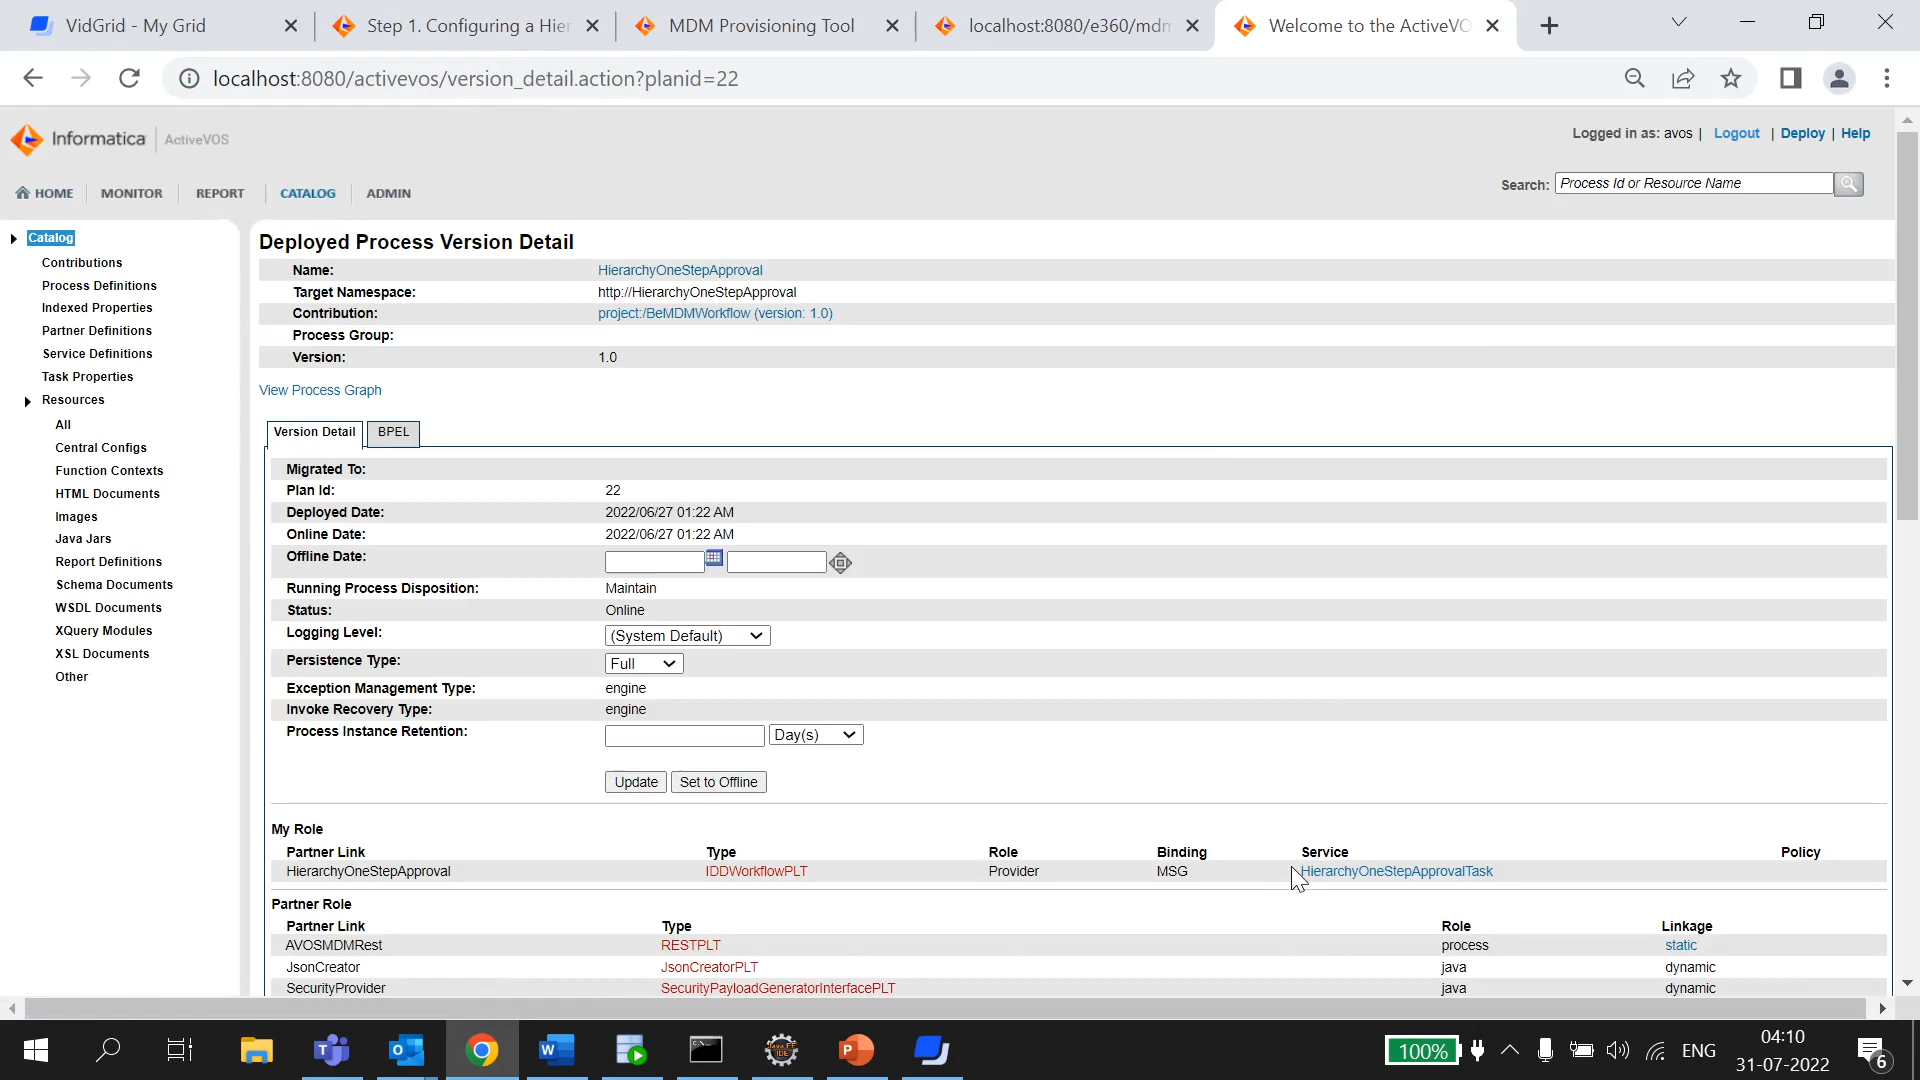 VidGrid - My Grid
Step 1. Configuring a Hier
MDM Provisioning Tool
localhost:8080/e360/mdm
Welcome to the ActiveVO
localhost:8080/activevos/version_detail.action?planid=22
Informatica ActiveVOS
Logged in as: avos | Logout | Deploy | Help
HOME MONITOR REPORT CATALOG ADMIN
Search: Process Id or Resource Name
Catalog
Contributions
Process Definitions
Indexed Properties
Partner Definitions
Service Definitions
Task Properties
Resources
All
Central Configs
Function Contexts
HTML Documents
Images
Java Jars
Report Definitions
Schema Documents
WSDL Documents
XQuery Modules
XSL Documents
Other
Deployed Process Version Detail
Name: HierarchyOneStepApproval
Target Namespace: http://HierarchyOneStepApproval
Contribution: project:/BeMDMWorkflow (version: 1.0)
Process Group:
Version: 1.0
View Process Graph
Version Detail BPEL
Migrated To:
Plan Id: 22
Deployed Date: 2022/06/27 01:22 AM
Online Date: 2022/06/27 01:22 AM
Offline Date:
Running Process Disposition: Maintain
Status: Online
Logging Level: (System Default)
Persistence Type: Full
Exception Management Type: engine
Invoke Recovery Type: engine
Process Instance Retention: Day(s)
Update Set to Offline
My Role
Partner Link Type Role Binding Service Policy
HierarchyOneStepApproval IDDWorkflowPLT Provider MSG HierarchyOneStepApprovalTask
Partner Role
Partner Link Type Role Linkage
AVOSMDMRest RESTPLT process static
JsonCreator JsonCreatorPLT java dynamic
SecurityProvider SecurityPayloadGeneratorInterfacePLT java dynamic
100% ENG
04:10
31-07-2022
6